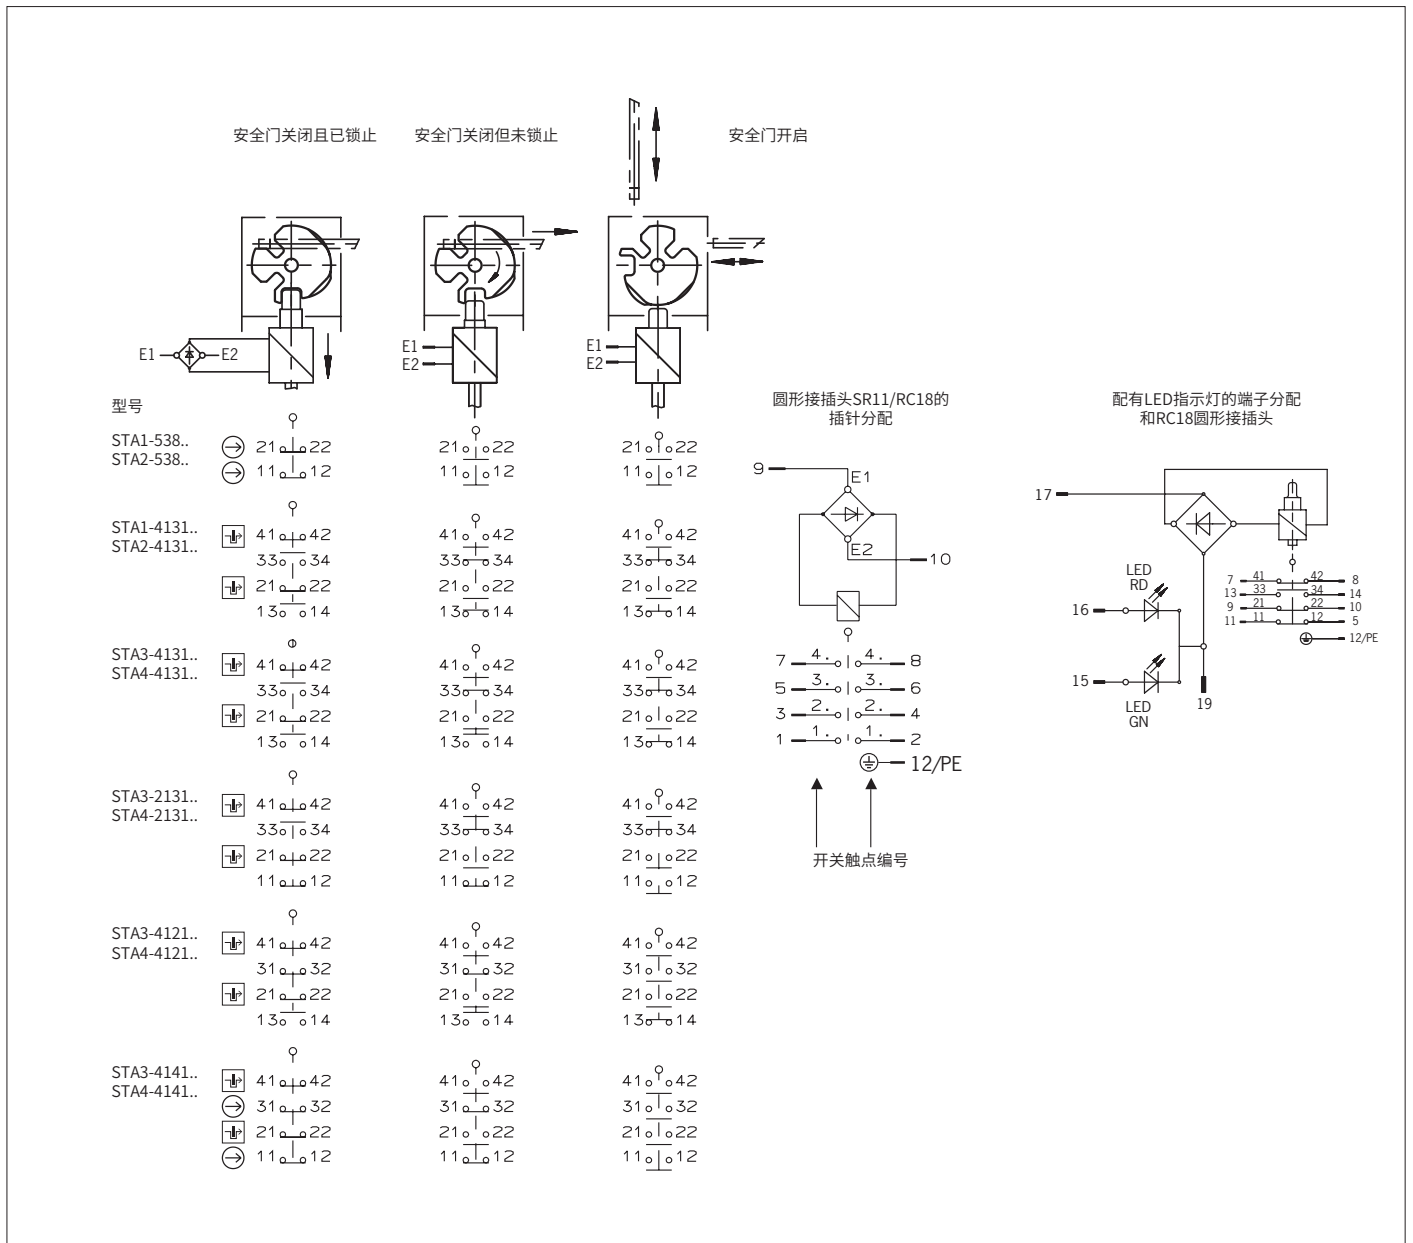 安全门关闭且已锁止
安全门关闭但未锁止
安全门开启
E1
E2
E1
E2
E1
E2
型号
STA1-538..
STA2-538..
21 22 21 22 21 22
11 12 11 12 11 12
STA1-4131..
STA2-4131..
41 42 41 42 41 42
33 34 33 34 33 34
21 22 21 22 21 22
13 14 13 14 13 14
STA3-4131..
STA4-4131..
41 42 41 42 41 42
33 34 33 34 33 34
21 22 21 22 21 22
13 14 13 14 13 14
STA3-2131..
STA4-2131..
41 42 41 42 41 42
33 34 33 34 33 34
21 22 21 22 21 22
11 12 11 12 11 12
STA3-4121..
STA4-4121..
41 42 41 42 41 42
31 32 31 32 31 32
21 22 21 22 21 22
13 14 13 14 13 14
STA3-4141..
STA4-4141..
41 42 41 42 41 42
31 32 31 32 31 32
21 22 21 22 21 22
11 12 11 12 11 12
圆形接插头SR11/RC18的
插针分配
9
E1
E2
10
7 4. 4. 8
5 3. 3. 6
3 2. 2. 4
1 1. 1. 2
12/PE
开关触点编号
配有LED指示灯的端子分配
和RC18圆形接插头
17
LED
RD
16
15
LED
GN
19
7 41 42 8
13 33 34 14
9 21 22 10
11 11 12 5
12/PE